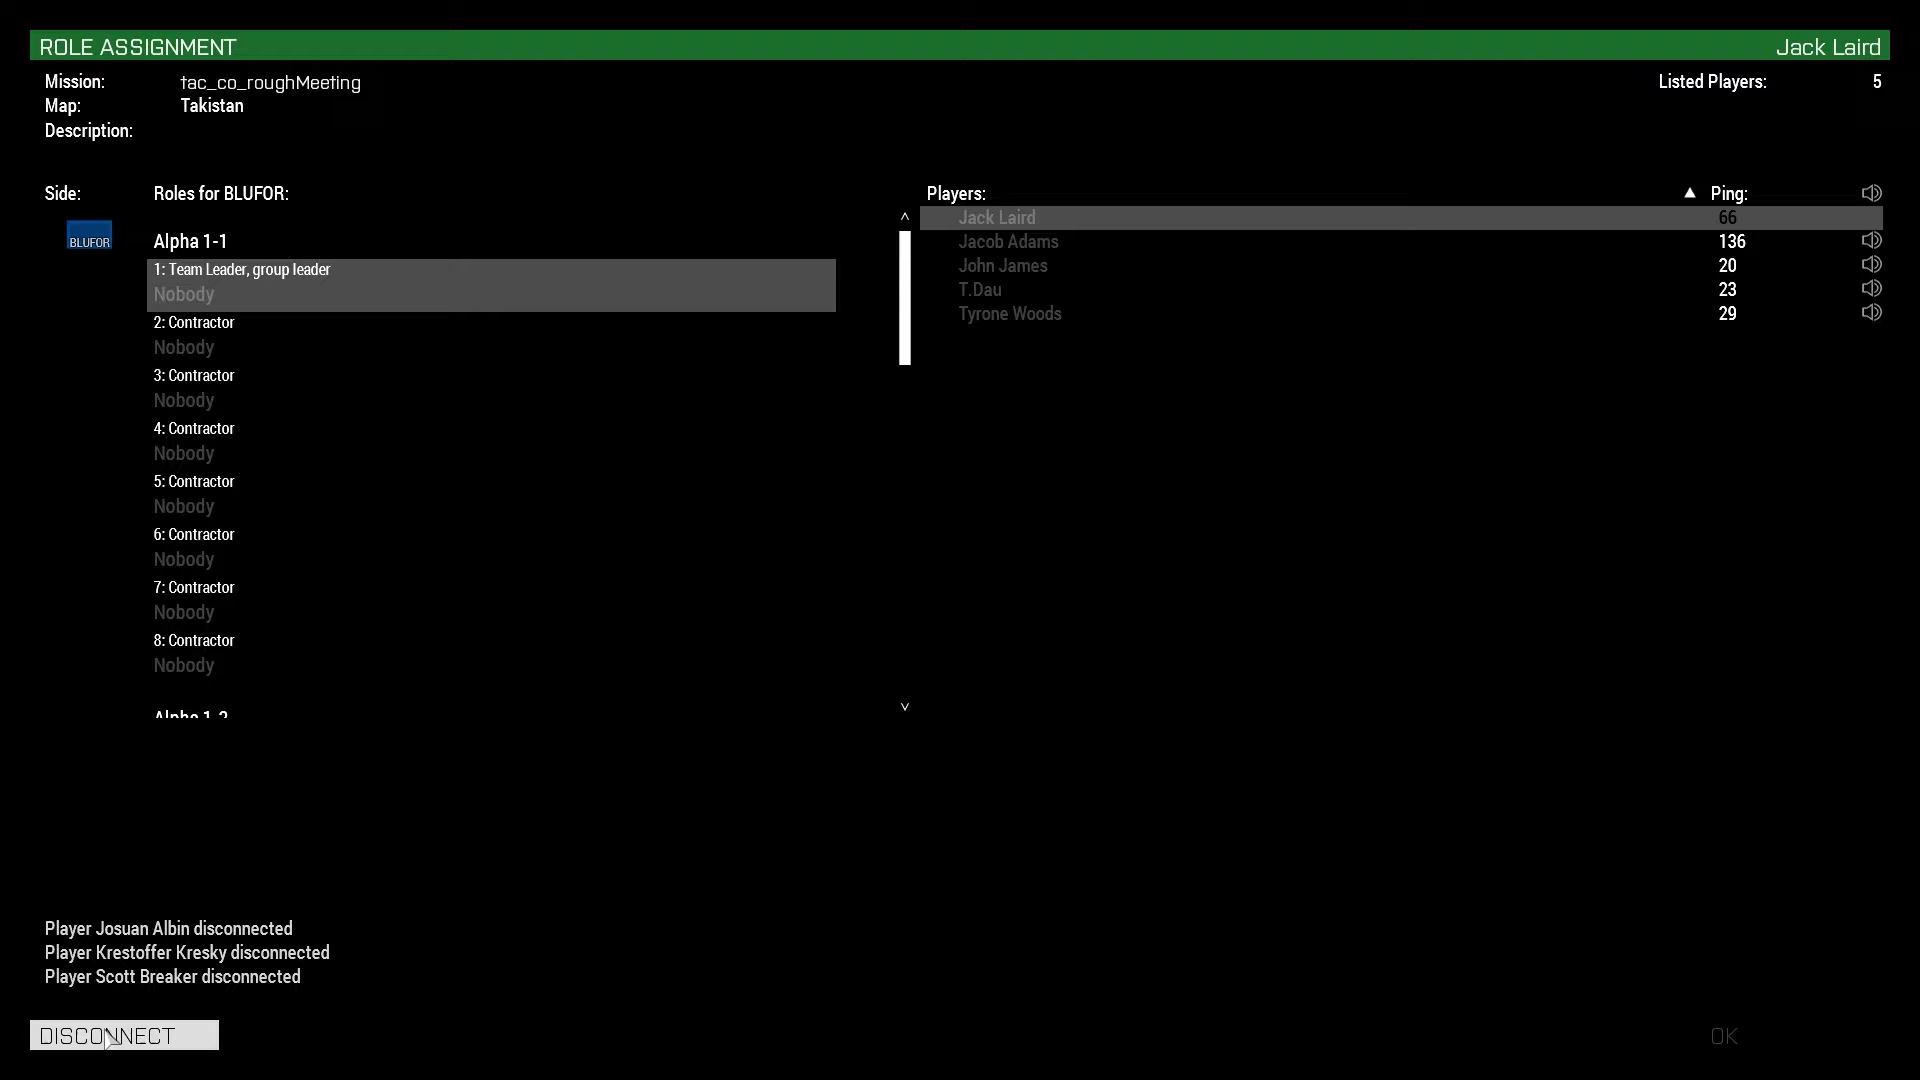 ROLE ASSIGNMENT Jack Laird
Mission: tac_co_roughMeeting Listed Players: 5
Map: Takistan
Description:
Side: Roles for BLUFOR: Players: Ping:
BLUFOR
Alpha 1-1
1: Team Leader, group leader
Nobody
2: Contractor
Nobody
3: Contractor
Nobody
4: Contractor
Nobody
5: Contractor
Nobody
6: Contractor
Nobody
7: Contractor
Nobody
8: Contractor
Nobody
Alpha 1-2
Jack Laird 66
Jacob Adams 136
John James 20
T.Dau 23
Tyrone Woods 29
Player Josuan Albin disconnected
Player Krestoffer Kresky disconnected
Player Scott Breaker disconnected
DISCONNECT OK